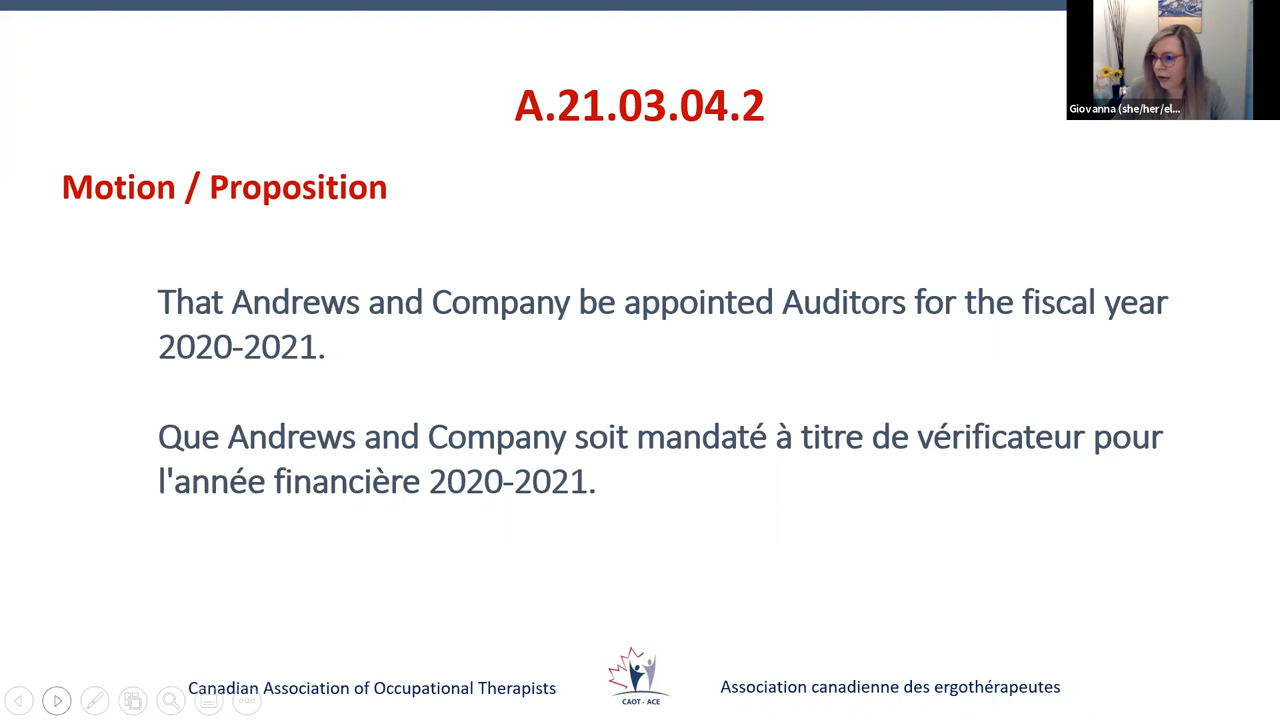 Giovanna (she/her/el...
A.21.03.04.2
Motion / Proposition
That Andrews and Company be appointed Auditors for the fiscal year
2020-2021.
Que Andrews and Company soit mandaté à titre de vérificateur pour
l'année financière 2020-2021.
Canadian Association of Occupational Therapists
CAOT - ACE
Association canadienne des ergothérapeutes